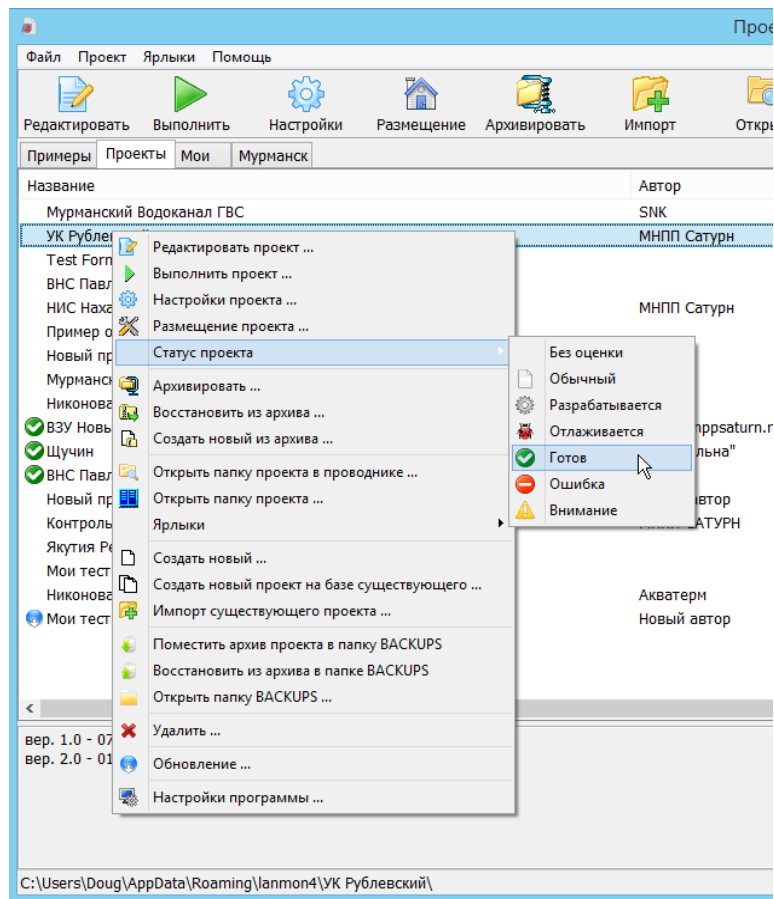 Прое
Файл Проект Ярлыки Помощь
Редактировать Выполнить Настройки Размещение Архивировать Импорт Откры
Примеры Проекты Мои Мурманск
Название Автор
Мурманский Водоканал ГВС SNK
УК Рублев МНПП Сатурн
Test Form
ВНС Павл
НИС Наха МНПП Сатурн
Пример о
Новый пр
Мурманск
Никонова
ВЗУ Новы nppsaturn.r
Щучин льна"
ВНС Павл
Новый пр автор
Контроль САТУРН
Якутия Ре
Мои тест
Никонова Акватерм
Мои тест Новый автор
Редактировать проект ...
Выполнить проект ...
Настройки проекта ...
Размещение проекта ...
Статус проекта
Архивировать ...
Восстановить из архива ...
Создать новый из архива ...
Открыть папку проекта в проводнике ...
Открыть папку проекта ...
Ярлыки
Создать новый ...
Создать новый проект на базе существующего ...
Импорт существующего проекта ...
Поместить архив проекта в папку BACKUPS
Восстановить из архива в папке BACKUPS
Открыть папку BACKUPS ...
Удалить ...
Обновление ...
Настройки программы ...
Без оценки
Обычный
Разрабатывается
Отлаживается
Готов
Ошибка
Внимание
вер. 1.0 - 07
вер. 2.0 - 01
C:\Users\Doug\AppData\Roaming\lanmon4\УК Рублевский\